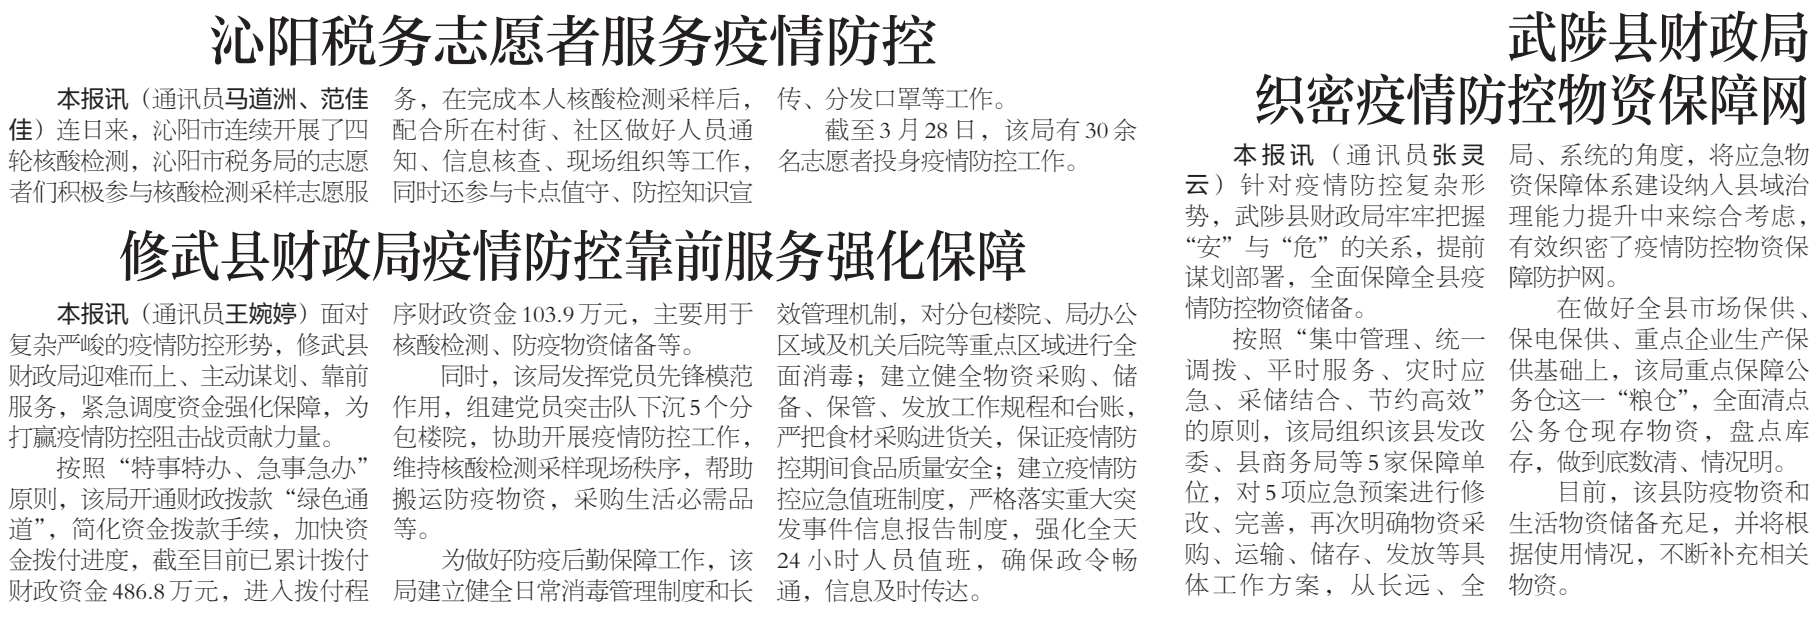 沁阳税务志愿者服务疫情防控
本报讯（通讯员马道洲、范佳
佳）连日来，沁阳市连续开展了四
轮核酸检测，沁阳市税务局的志愿
者们积极参与核酸检测采样志愿服
务，在完成本人核酸检测采样后，
配合所在村街、社区做好人员通
知、信息核查、现场组织等工作，
同时还参与卡点值守、防控知识宣
传、分发口罩等工作。
截至3月28日，该局有30余
名志愿者投身疫情防控工作。
修武县财政局疫情防控靠前服务强化保障
本报讯（通讯员王婉婷）面对
复杂严峻的疫情防控形势，修武县
财政局迎难而上、主动谋划、靠前
服务，紧急调度资金强化保障，为
打赢疫情防控阻击战贡献力量。
按照“特事特办、急事急办”
原则，该局开通财政拨款“绿色通
道”，简化资金拨款手续，加快资
金拨付进度，截至目前已累计拨付
财政资金486.8万元，进入拨付程
序财政资金103.9万元，主要用于
核酸检测、防疫物资储备等。
同时，该局发挥党员先锋模范
作用，组建党员突击队下沉5个分
包楼院，协助开展疫情防控工作，
维持核酸检测采样现场秩序，帮助
搬运防疫物资，采购生活必需品
等。
为做好防疫后勤保障工作，该
局建立健全日常消毒管理制度和长
效管理机制，对分包楼院、局办公
区域及机关后院等重点区域进行全
面消毒；建立健全物资采购、储
备、保管、发放工作规程和台账，
严把食材采购进货关，保证疫情防
控期间食品质量安全；建立疫情防
控应急值班制度，严格落实重大突
发事件信息报告制度，强化全天
24小时人员值班，确保政令畅
通，信息及时传达。
武陟县财政局
织密疫情防控物资保障网
本报讯（通讯员张灵
云）针对疫情防控复杂形
势，武陟县财政局牢牢把握
“安”与“危”的关系，提前
谋划部署，全面保障全县疫
情防控物资储备。
按照“集中管理、统一
调拨、平时服务、灾时应
急、采储结合、节约高效”
的原则，该局组织该县发改
委、县商务局等5家保障单
位，对5项应急预案进行修
改、完善，再次明确物资采
购、运输、储存、发放等具
体工作方案，从长远、全
局、系统的角度，将应急物
资保障体系建设纳入县域治
理能力提升中来综合考虑，
有效织密了疫情防控物资保
障防护网。
在做好全县市场保供、
保电保供、重点企业生产保
供基础上，该局重点保障公
务仓这一“粮仓”，全面清点
公务仓现存物资，盘点库
存，做到底数清、情况明。
目前，该县防疫物资和
生活物资储备充足，并将根
据使用情况，不断补充相关
物资。